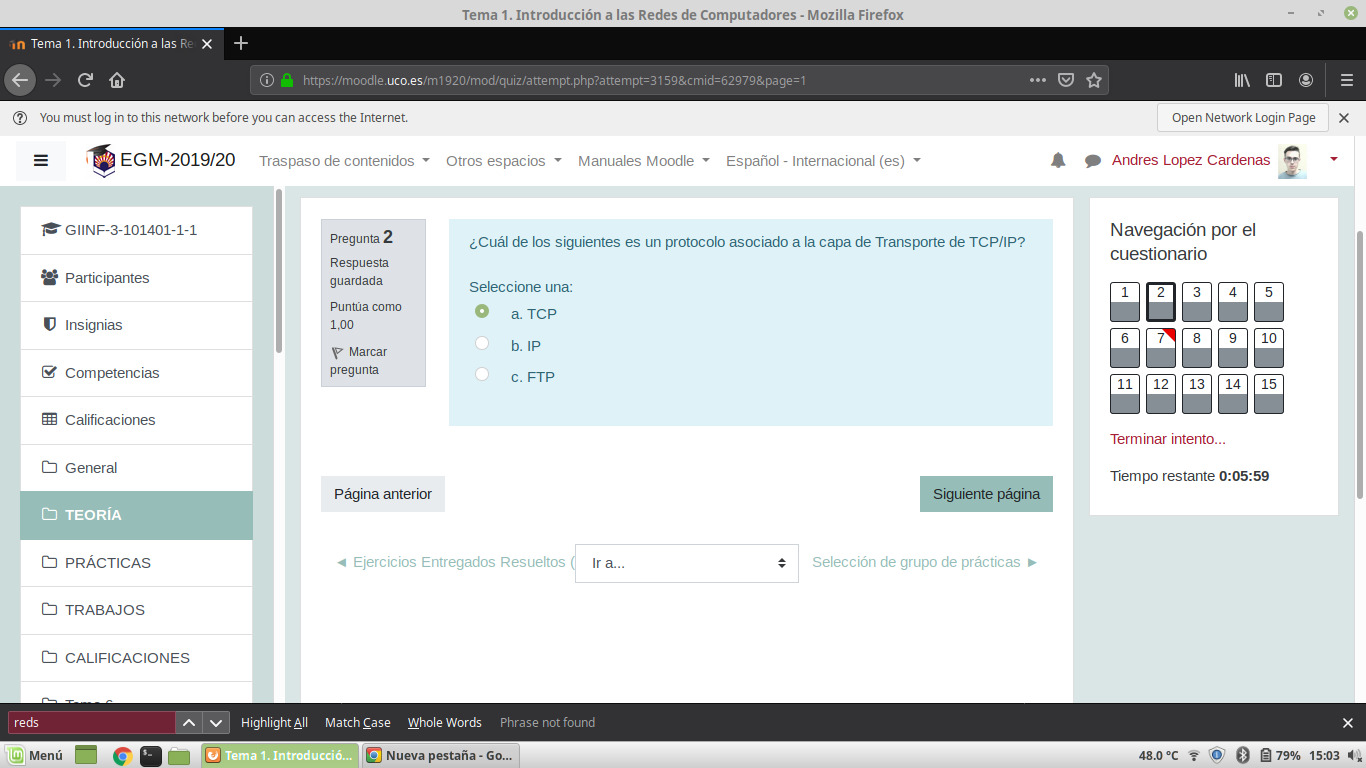 Tema 1. Introducción a las Redes de Computadores - Mozilla Firefox
Tema 1. Introducción a las Re
https://moodle.uco.es/m1920/mod/quiz/attempt.php?attempt=3159&cmid=62979&page=1
You must log in to this network before you can access the Internet.
Open Network Login Page
EGM-2019/20
Traspaso de contenidos
Otros espacios
Manuales Moodle
Español - Internacional (es)
Andres Lopez Cardenas
GIINF-3-101401-1-1
Participantes
Insignias
Competencias
Calificaciones
General
TEORÍA
PRÁCTICAS
TRABAJOS
CALIFICACIONES
Pregunta 2
Respuesta
guardada
Puntúa como
1,00
Marcar
pregunta
¿Cuál de los siguientes es un protocolo asociado a la capa de Transporte de TCP/IP?
Seleccione una:
a. TCP
b. IP
c. FTP
Página anterior
Siguiente página
◄ Ejercicios Entregados Resueltos (
Ir a...
Selección de grupo de prácticas ►
Navegación por el
cuestionario
1 2 3 4 5
6 7 8 9 10
11 12 13 14 15
Terminar intento...
Tiempo restante 0:05:59
reds
Highlight All
Match Case
Whole Words
Phrase not found
Menú
Tema 1. Introducció...
Nueva pestaña - Go...
48.0 °C
79%
15:03